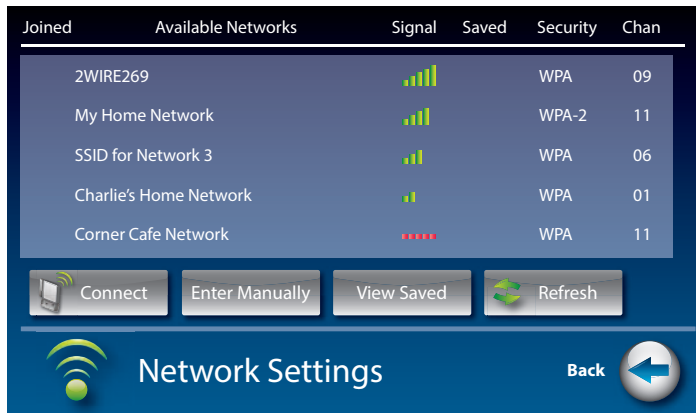 Joined Available Networks Signal Saved Security Chan
2WIRE269 WPA 09
My Home Network WPA-2 11
SSID for Network 3 WPA 06
Charlie’s Home Network WPA 01
Corner Cafe Network WPA 11
Connect Enter Manually View Saved Refresh
Network Settings Back